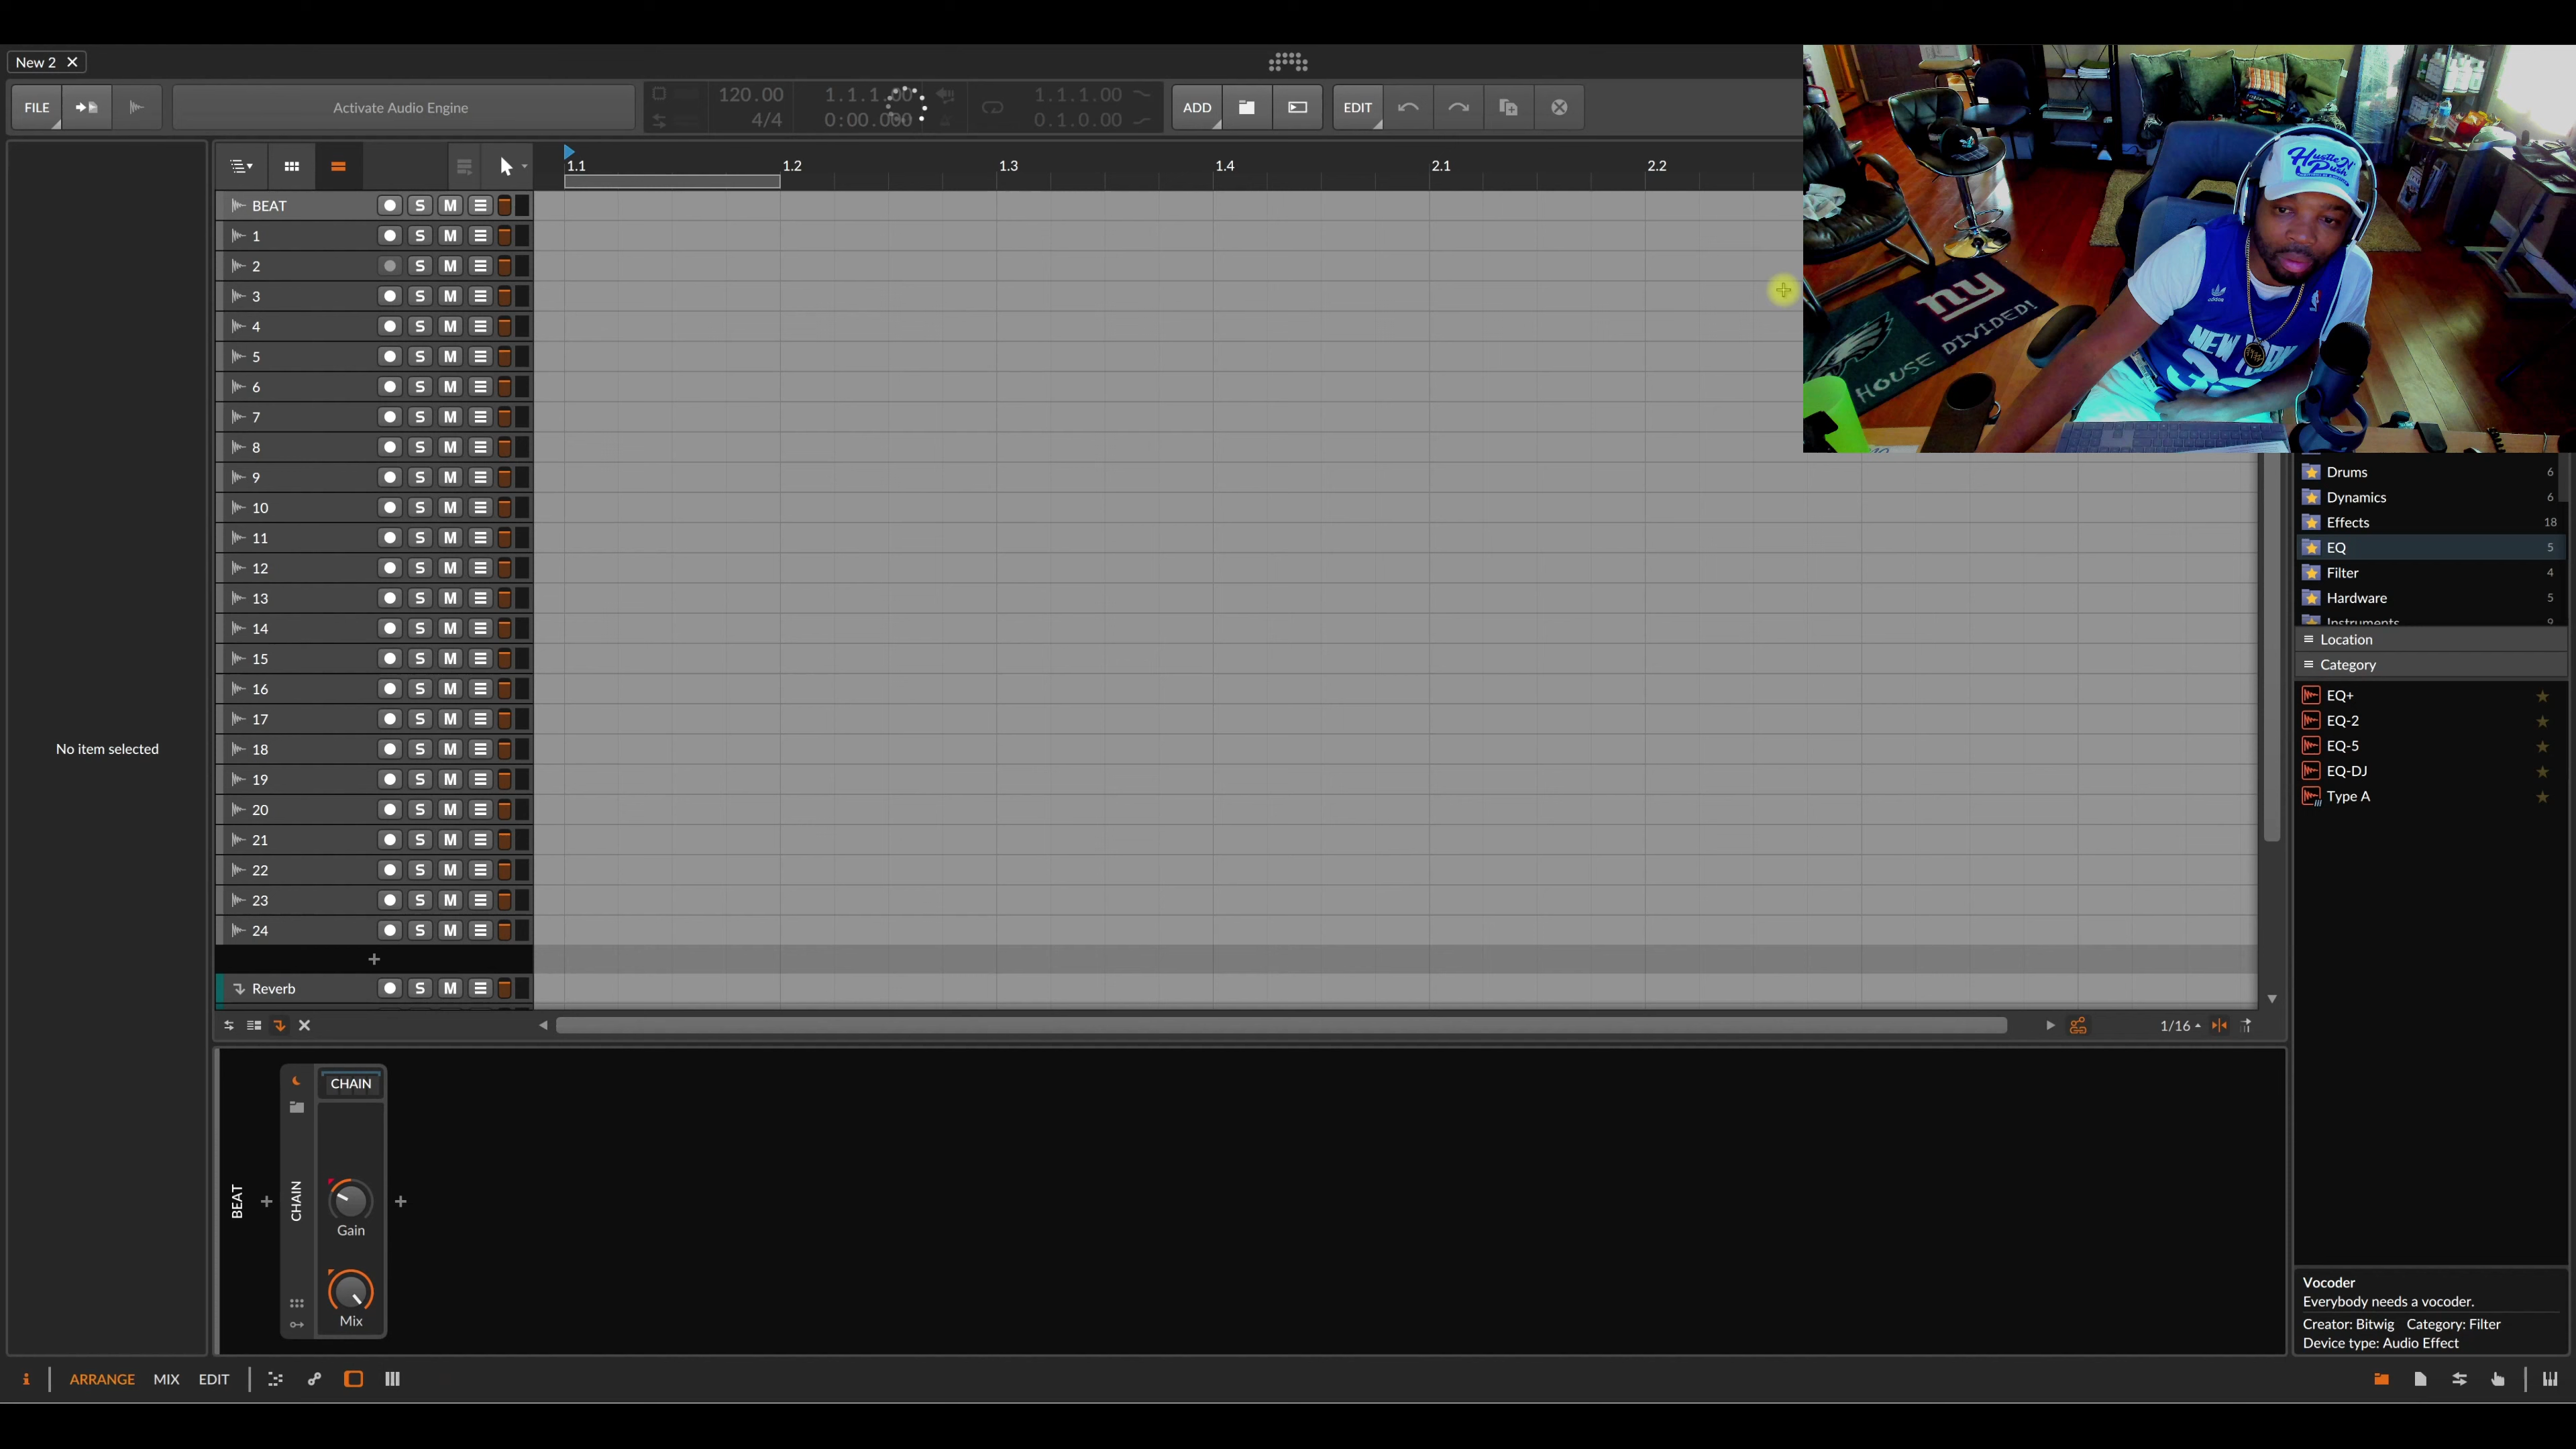 New 2
FILE
Activate Audio Engine
120.00
4/4
1.1.1.00
0:00.000
1.1.1.00
0.1.0.00
ADD
EDIT
1.1
1.2
1.3
1.4
2.1
2.2
BEAT S M
1 S M
2 S M
3 S M
4 S M
5 S M
6 S M
7 S M
8 S M
9 S M
10 S M
11 S M
12 S M
13 S M
14 S M
15 S M
16 S M
17 S M
18 S M
19 S M
20 S M
21 S M
22 S M
23 S M
24 S M
Reverb S M
1/16
No item selected
Hustle N
Push
NEW YORK
ny
HOUSE DIVIDED!
Drums 6
Dynamics 6
Effects 18
EQ 5
Filter 4
Hardware 5
Instruments 9
Location
Category
EQ+
EQ-2
EQ-5
EQ-DJ
Type A
BEAT
CHAIN
CHAIN
Gain
Mix
Vocoder
Everybody needs a vocoder.
Creator: Bitwig Category: Filter
Device type: Audio Effect
ARRANGE MIX EDIT